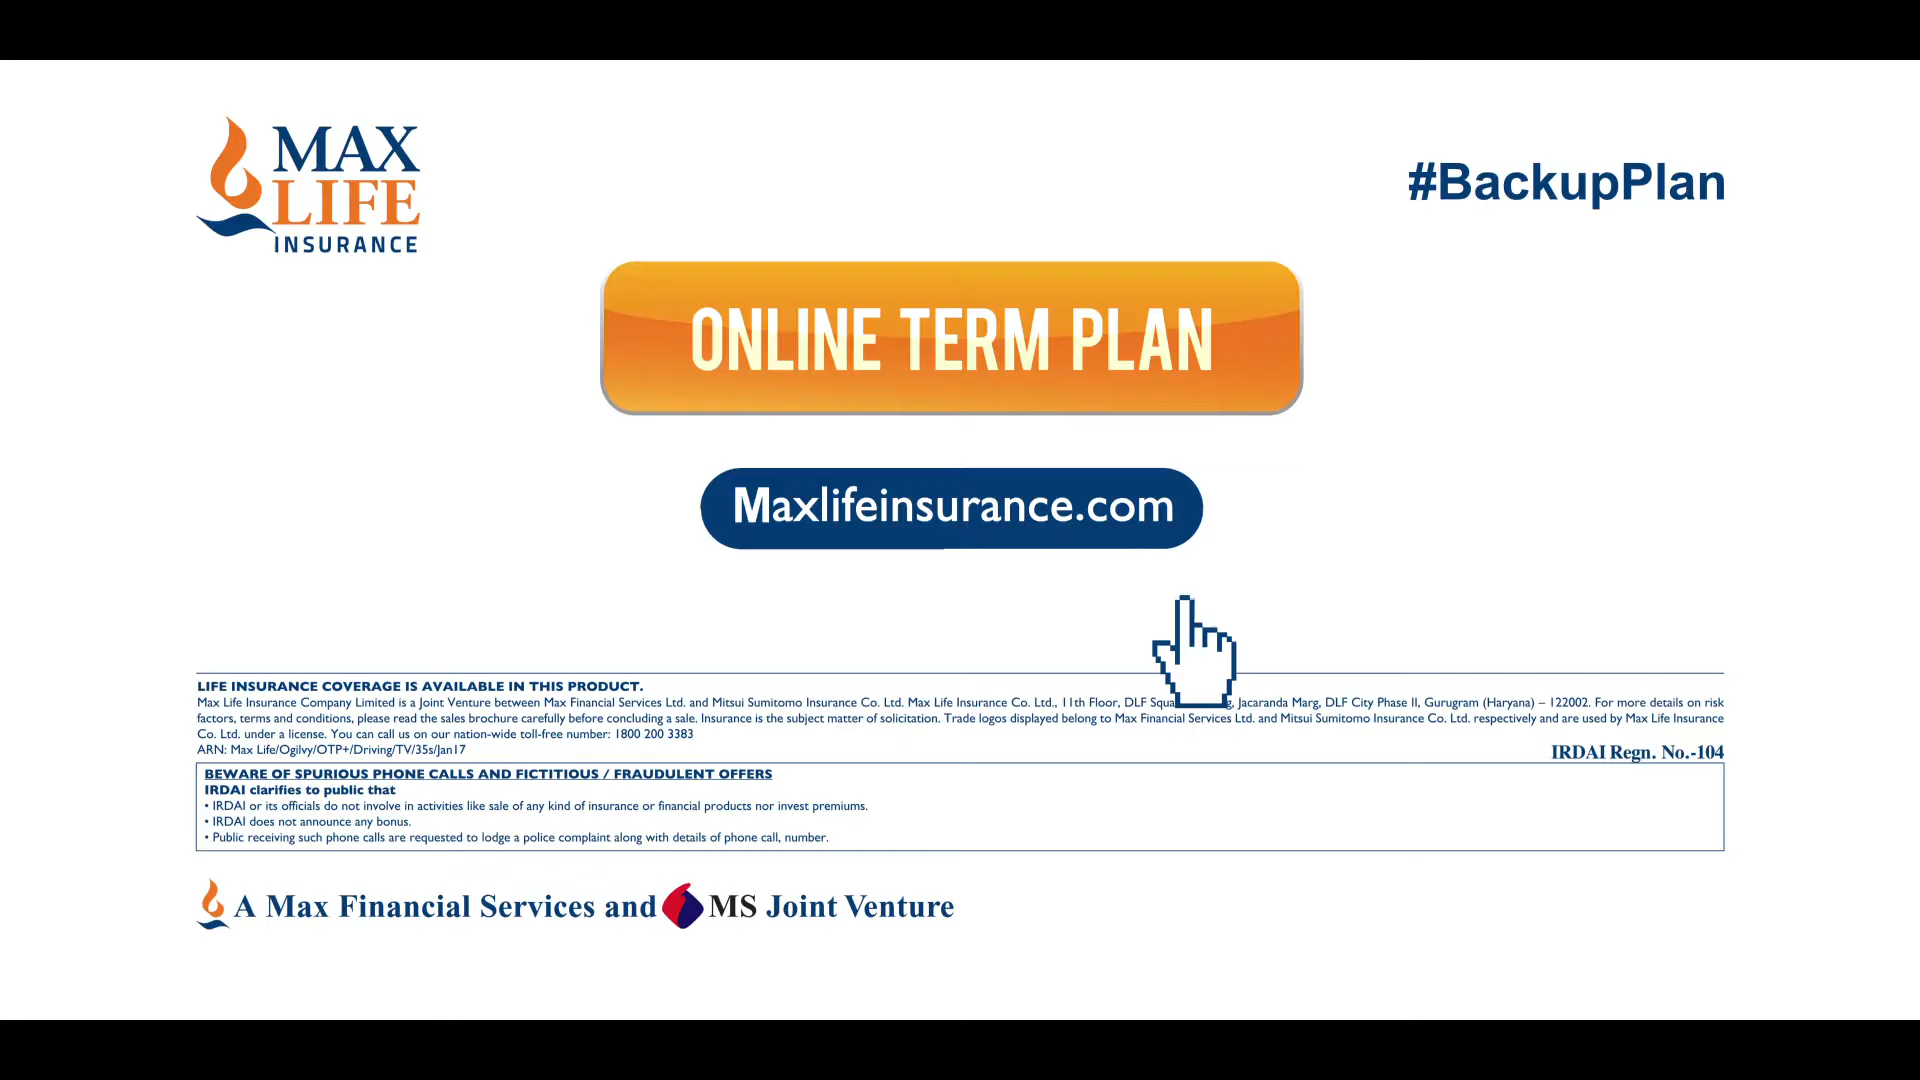 MAX
LIFE
INSURANCE
#BackupPlan
ONLINE TERM PLAN
Maxlifeinsurance.com
LIFE INSURANCE COVERAGE IS AVAILABLE IN THIS PRODUCT.
Max Life Insurance Company Limited is a Joint Venture between Max Financial Services Ltd. and Mitsui Sumitomo Insurance Co. Ltd. Max Life Insurance Co. Ltd., 11th Floor, DLF Jacaranda Marg, DLF City Phase II, Gurugram (Haryana) – 122002. For more details on risk
factors, terms and conditions, please read the sales brochure carefully before concluding a sale. Insurance is the subject matter of solicitation. Trade logos displayed belong to Max Financial Services Ltd. and Mitsui Sumitomo Insurance Co. Ltd. respectively and are used by Max Life Insurance
Co. Ltd. under a license. You can call us on our nation-wide toll-free number: 1800 200 3383
ARN: Max Life/Ogilvy/OTP+/Driving/TV/35s/Jan17
IRDAI Regn. No.-104
BEWARE OF SPURIOUS PHONE CALLS AND FICTITIOUS / FRAUDULENT OFFERS
IRDAI clarifies to public that
• IRDAI or its officials do not involve in activities like sale of any kind of insurance or financial products nor invest premiums.
• IRDAI does not announce any bonus.
• Public receiving such phone calls are requested to lodge a police complaint along with details of phone call, number.
A Max Financial Services and MS Joint Venture